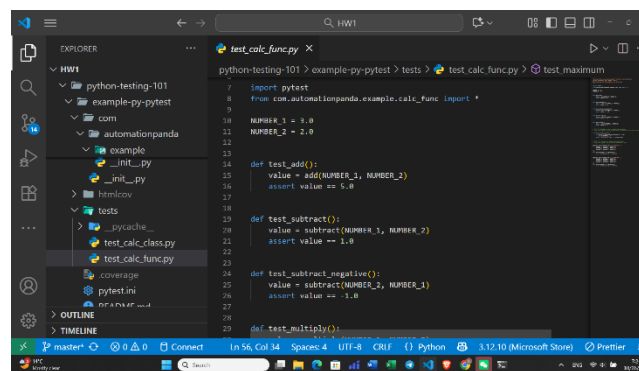 HW1
EXPLORER
test_calc_func.py
HW1
python-testing-101 > example-py-pytest > tests > test_calc_func.py > test_maximum
python-testing-101
example-py-pytest
com
automationpanda
example
__init__.py
__init__.py
htmlcov
tests
__pycache__
test_calc_class.py
test_calc_func.py
.coverage
pytest.ini
README.md
OUTLINE
TIMELINE
14
7 import pytest
8 from com.automationpanda.example.calc_func import *
9
10 NUMBER_1 = 3.0
11 NUMBER_2 = 2.0
12
13
14 def test_add():
15 value = add(NUMBER_1, NUMBER_2)
16 assert value == 5.0
17
18
19 def test_subtract():
20 value = subtract(NUMBER_1, NUMBER_2)
21 assert value == 1.0
22
23
24 def test_subtract_negative():
25 value = subtract(NUMBER_2, NUMBER_1)
26 assert value == -1.0
27
28
29 def test_multiply():
master* 0 0 Connect Ln 56, Col 34 Spaces: 4 UTF-8 CRLF {} Python 3.12.10 (Microsoft Store) Prettier
Mostly clear
Search
ENG